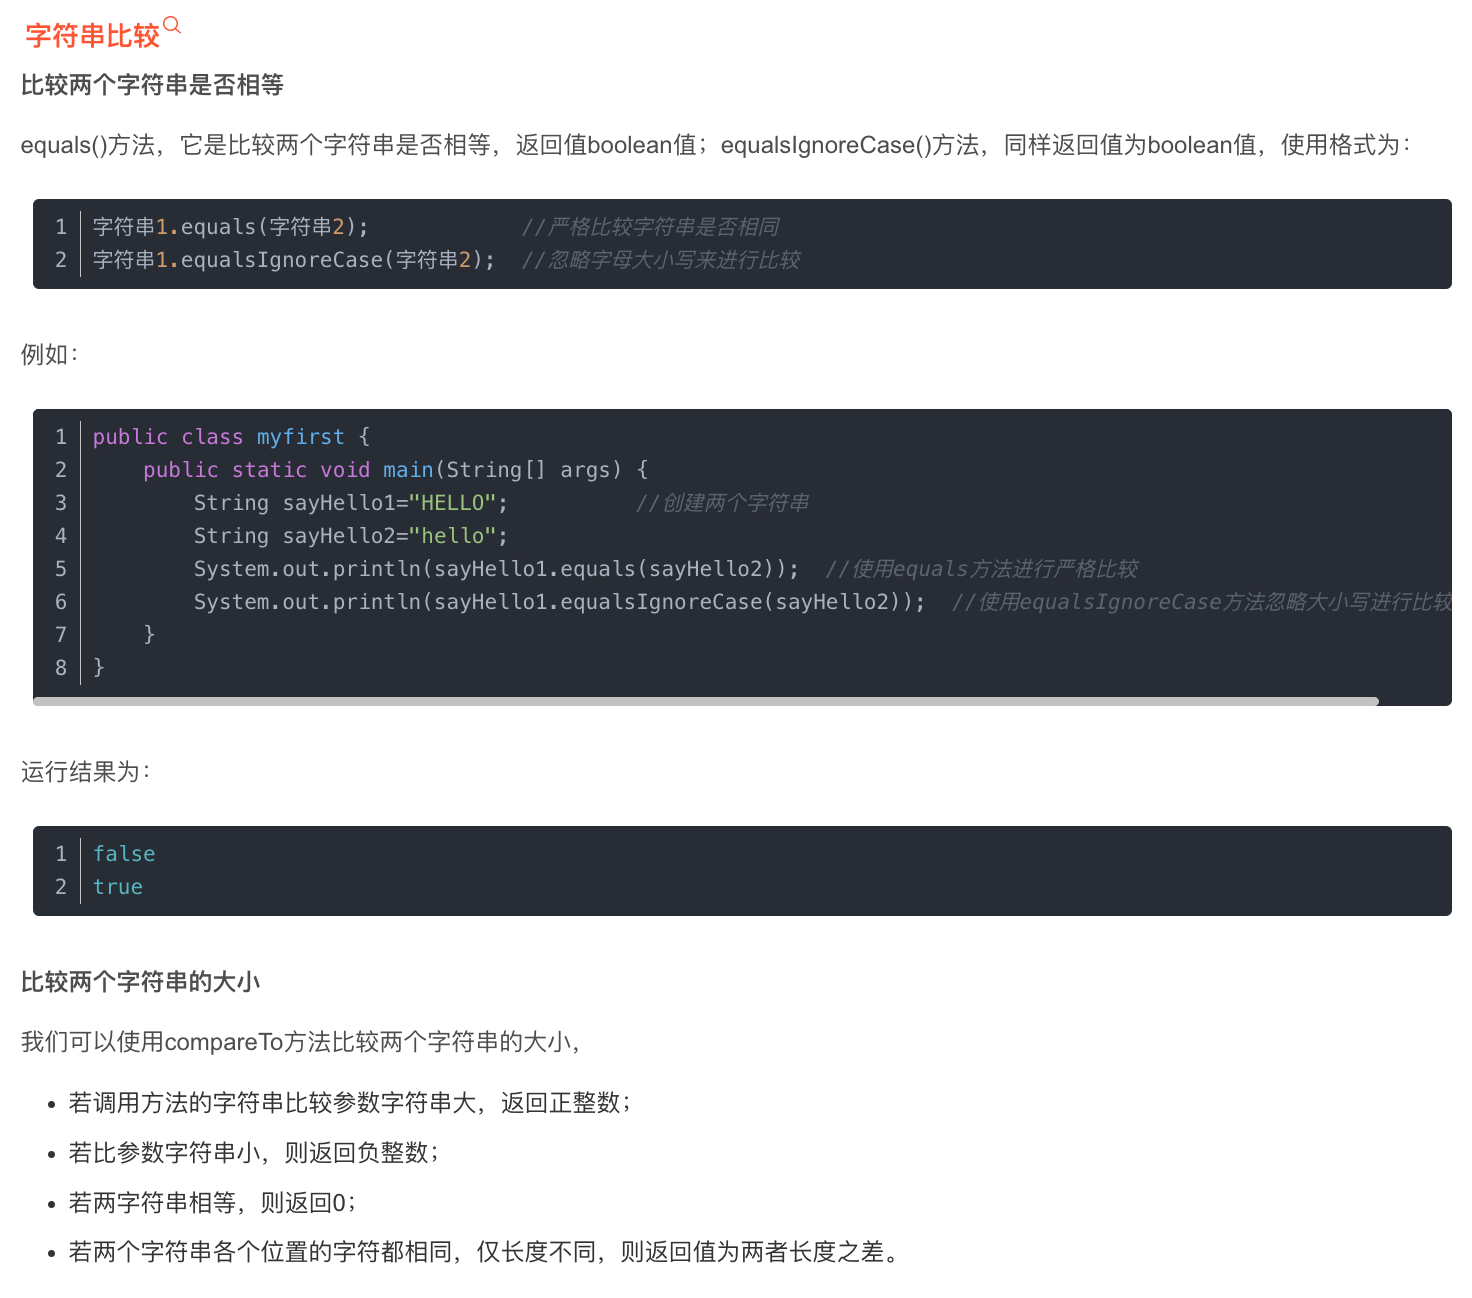 字符串比较
比较两个字符串是否相等
equals()方法，它是比较两个字符串是否相等，返回值boolean值；equalsIgnoreCase()方法，同样返回值为boolean值，使用格式为：
1 字符串1.equals(字符串2);            //严格比较字符串是否相同
2 字符串1.equalsIgnoreCase(字符串2);  //忽略字母大小写来进行比较
例如：
1 public class myfirst {
2     public static void main(String[] args) {
3         String sayHello1="HELLO";          //创建两个字符串
4         String sayHello2="hello";
5         System.out.println(sayHello1.equals(sayHello2));  //使用equals方法进行严格比较
6         System.out.println(sayHello1.equalsIgnoreCase(sayHello2));  //使用equalsIgnoreCase方法忽略大小写进行比较
7     }
8 }
运行结果为：
1 false
2 true
比较两个字符串的大小
我们可以使用compareTo方法比较两个字符串的大小，
• 若调用方法的字符串比较参数字符串大，返回正整数；
• 若比参数字符串小，则返回负整数；
• 若两字符串相等，则返回0；
• 若两个字符串各个位置的字符都相同，仅长度不同，则返回值为两者长度之差。